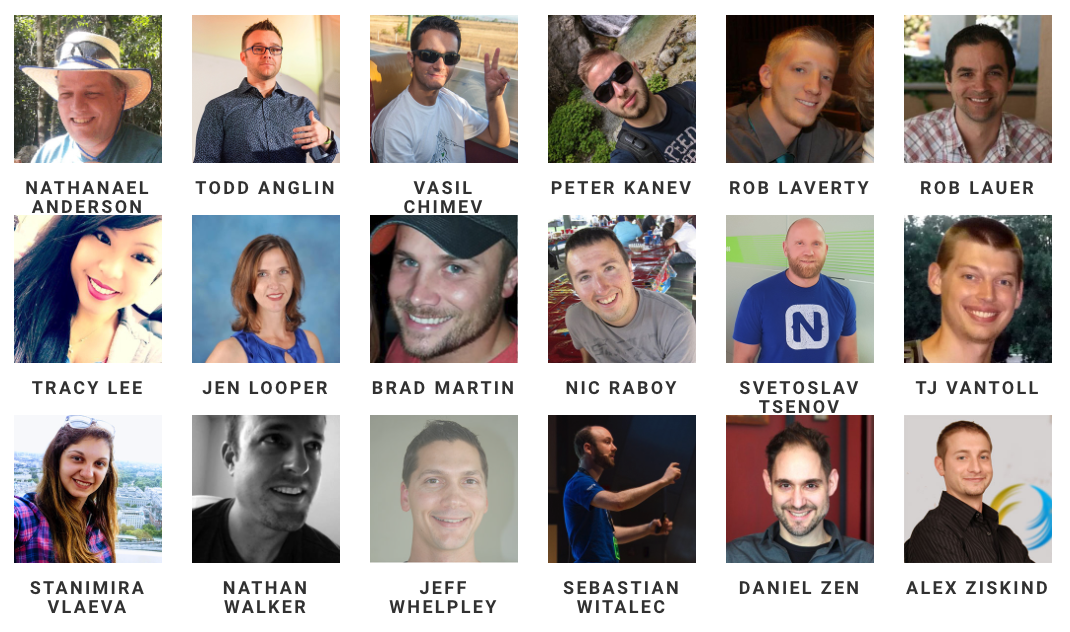 NATHANAEL
ANDERSON
TODD ANGLIN
VASIL
CHIMEV
PETER KANEV
ROB LAVERTY
ROB LAUER
TRACY LEE
JEN LOOPER
BRAD MARTIN
NIC RABOY
N
SVETOSLAV
TSENOV
TJ VANTOLL
STANIMIRA
VLAEVA
NATHAN
WALKER
JEFF
WHELPLEY
SEBASTIAN
WITALEC
DANIEL ZEN
ALEX ZISKIND